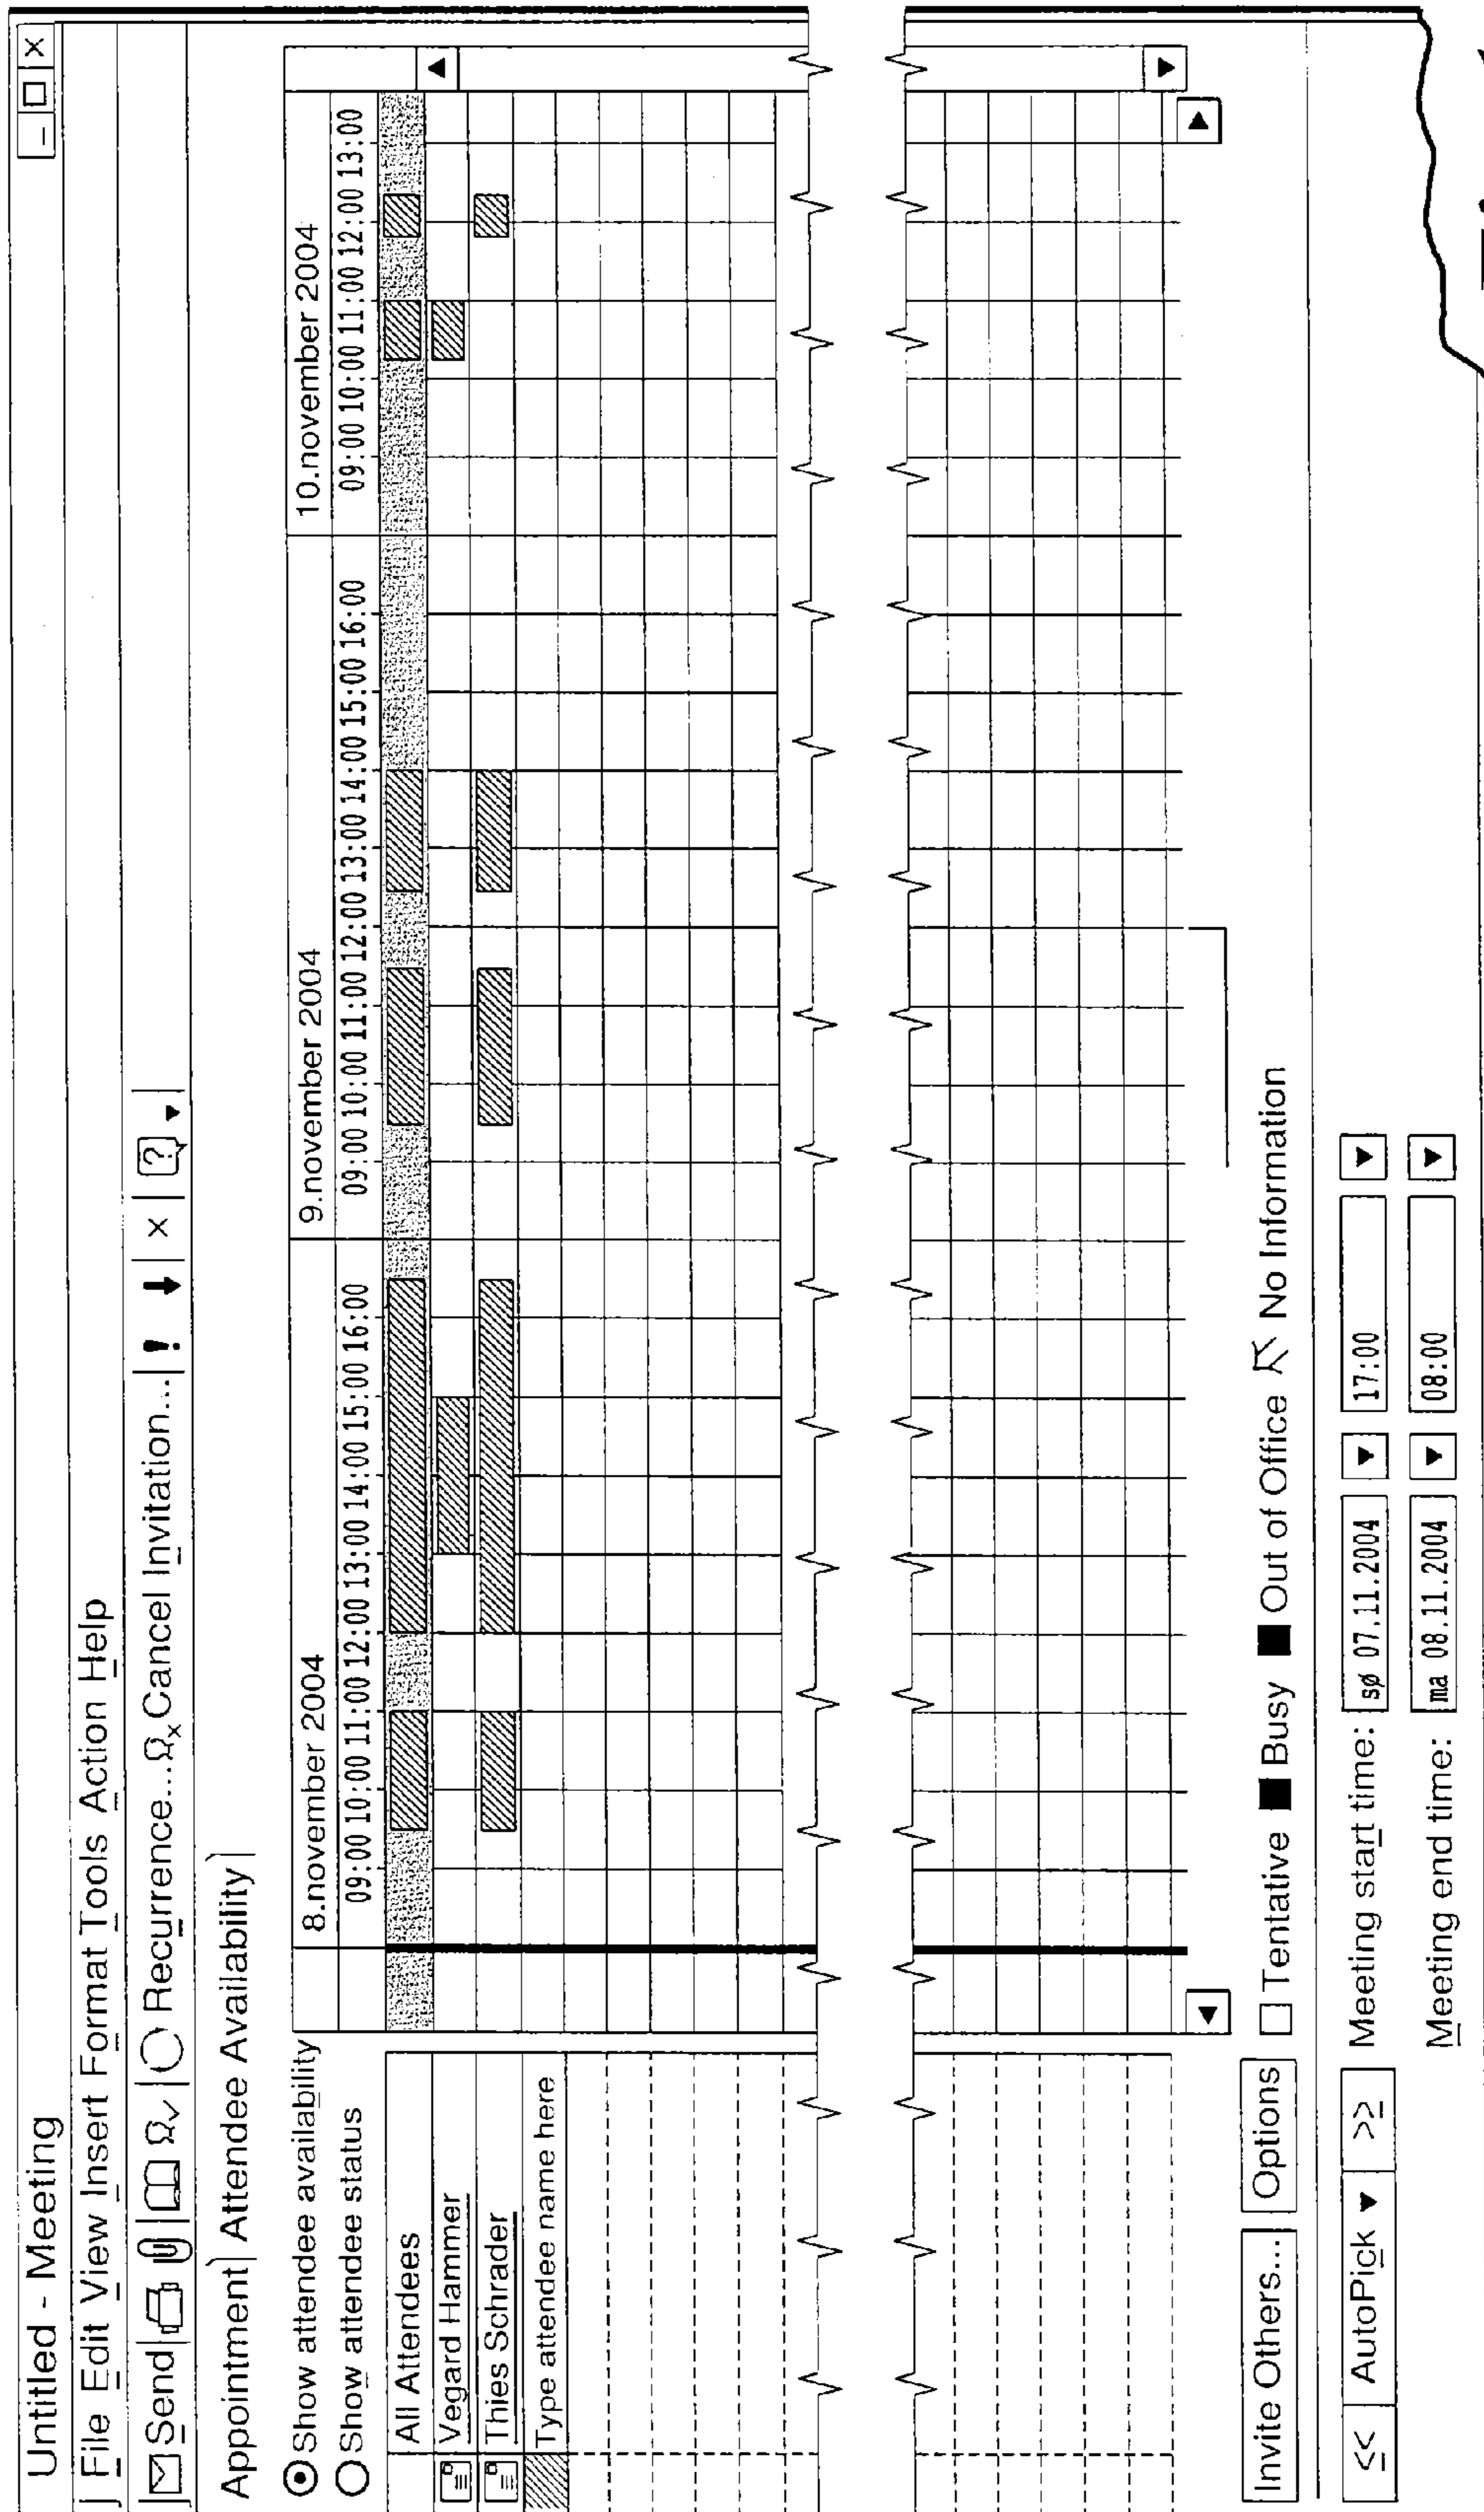 Untitled - Meeting
File Edit View Insert Format Tools Action Help
Send Recurrence... Cancel Invitation... ! × ?
Appointment Attendee Availability
Show attendee availability
Show attendee status
8.november 2004 9.november 2004 10.november 2004
09:00 10:00 11:00 12:00 13:00 14:00 15:00 16:00 09:00 10:00 11:00 12:00 13:00 14:00 15:00 16:00 09:00 10:00 11:00 12:00 13:00
All Attendees
Vegard Hammer
Thies Schrader
Type attendee name here
Invite Others... Options Tentative Busy Out of Office No Information
<< AutoPick >> Meeting start time: sø 07.11.2004 17:00
Meeting end time: ma 08.11.2004 08:00